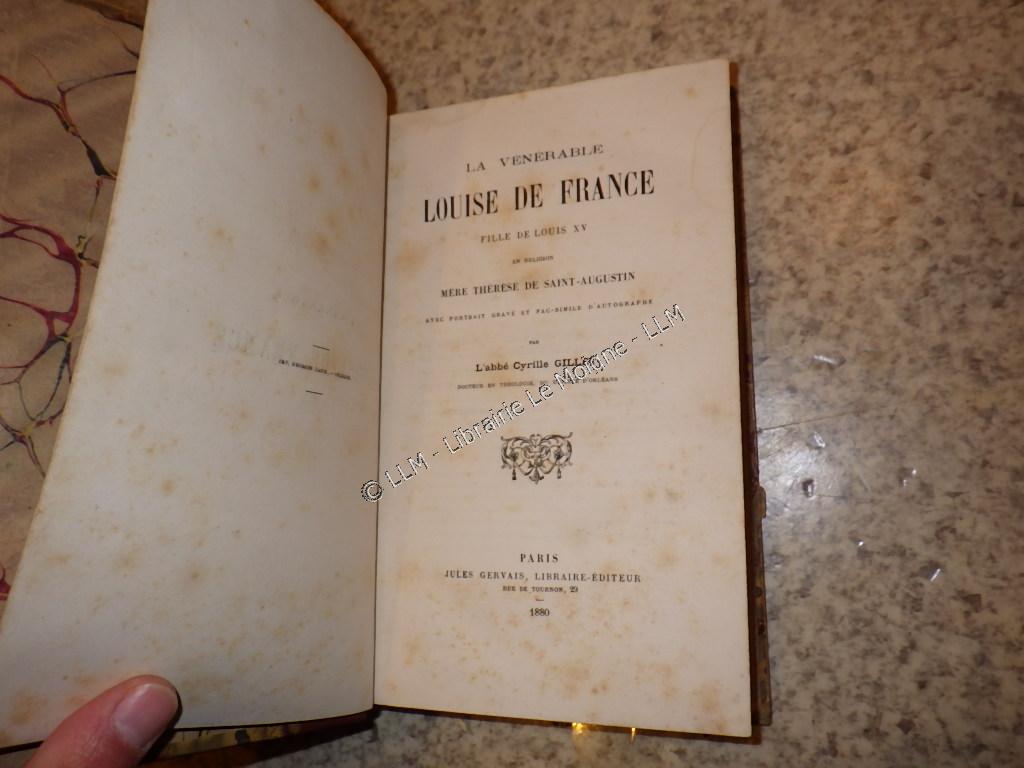 LA VÉNÉRABLE
LOUISE DE FRANCE
FILLE DE LOUIS XV
EN RELIGION
MÈRE THÉRÈSE DE SAINT-AUGUSTIN
AVEC PORTRAIT GRAVÉ ET FAC-SIMILE D'AUTOGRAPHE
PAR
L'abbé Cyrille
DOCTEUR EN THÉOLOGIE, D'ORLÉANS
PARIS
JULES GERVAIS, LIBRAIRE-ÉDITEUR
RUE DE TOURNON, 29
1880
© LLM - Librairie Le Moigne - LLM